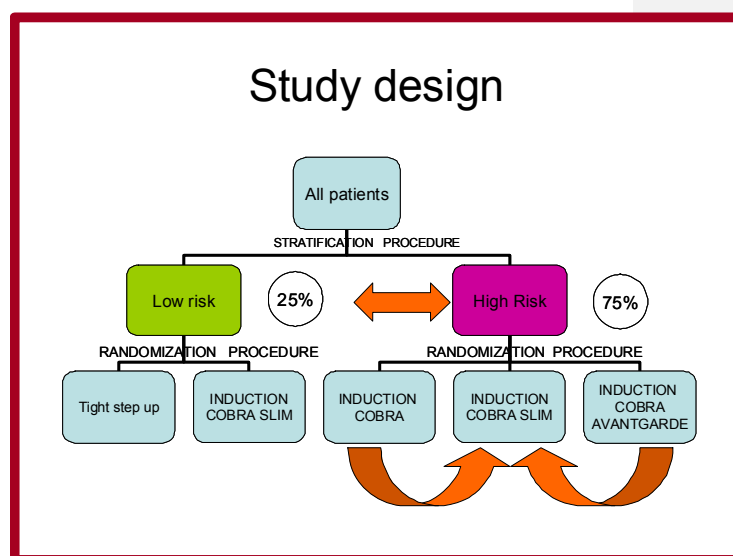 Study design
All patients
STRATIFICATION PROCEDURE
Low risk
25%
High Risk
75%
RANDOMIZATION PROCEDURE
RANDOMIZATION PROCEDURE
Tight step up
INDUCTION
COBRA SLIM
INDUCTION
COBRA
INDUCTION
COBRA SLIM
INDUCTION
COBRA
AVANTGARDE